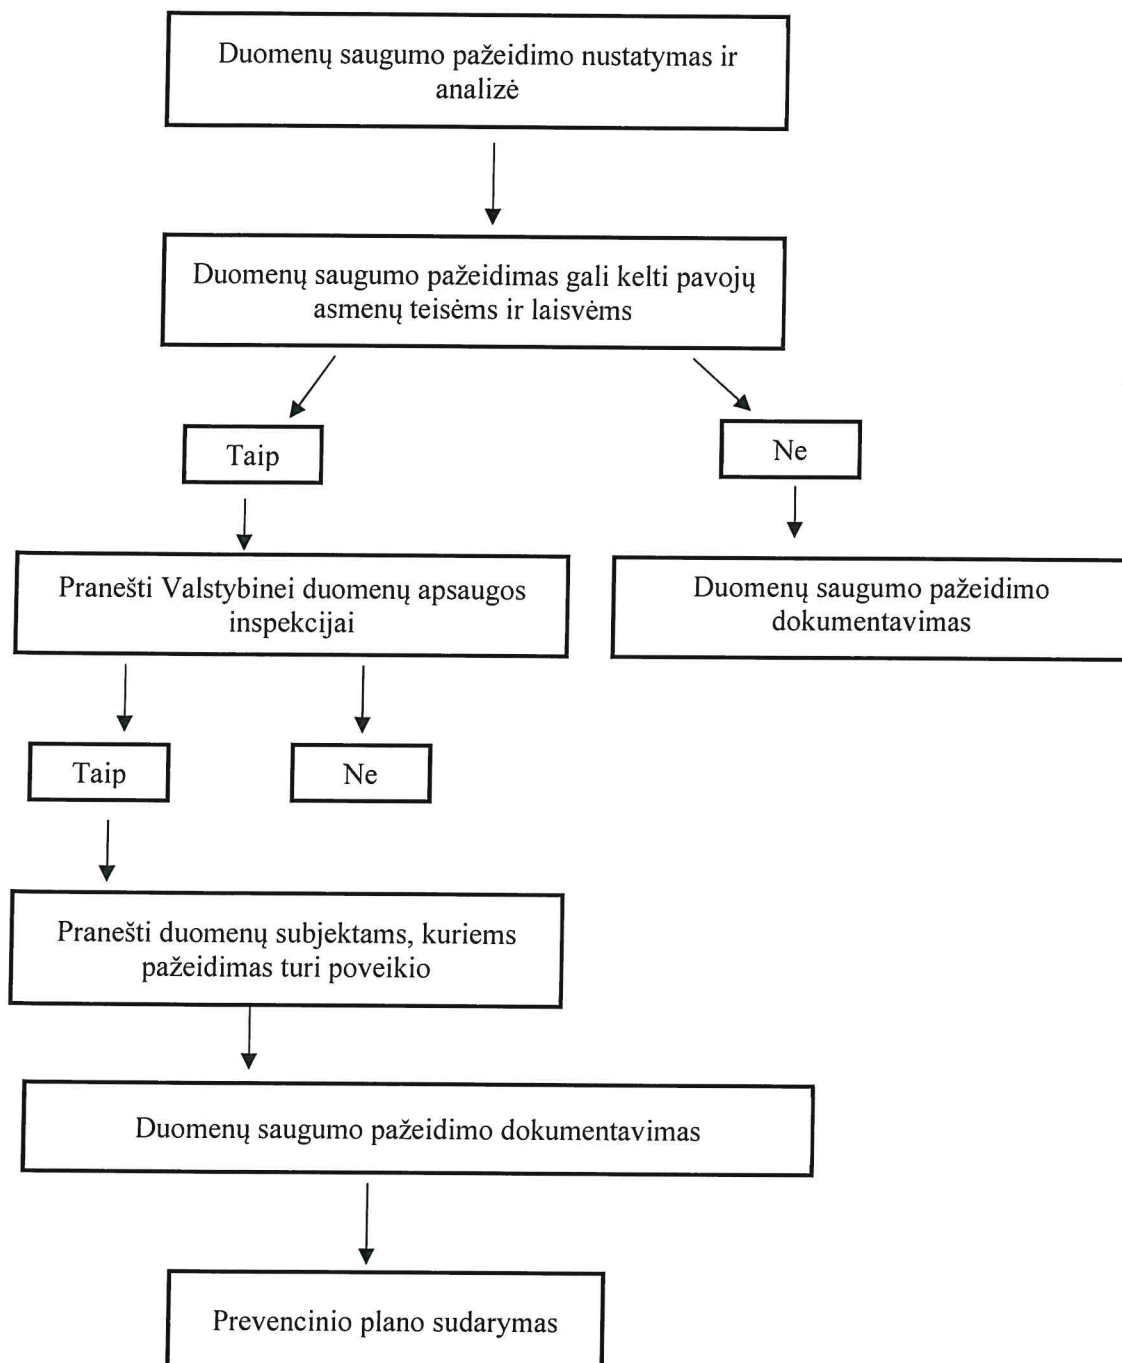 Duomenų saugumo pažeidimo nustatymas ir
analizė
Duomenų saugumo pažeidimas gali kelti pavojų
asmenų teisėms ir laisvėms
Taip
Ne
Pranešti Valstybinei duomenų apsaugos
inspekcijai
Duomenų saugumo pažeidimo
dokumentavimas
Taip
Ne
Pranešti duomenų subjektams, kuriems
pažeidimas turi poveikio
Duomenų saugumo pažeidimo dokumentavimas
Prevencinio plano sudarymas